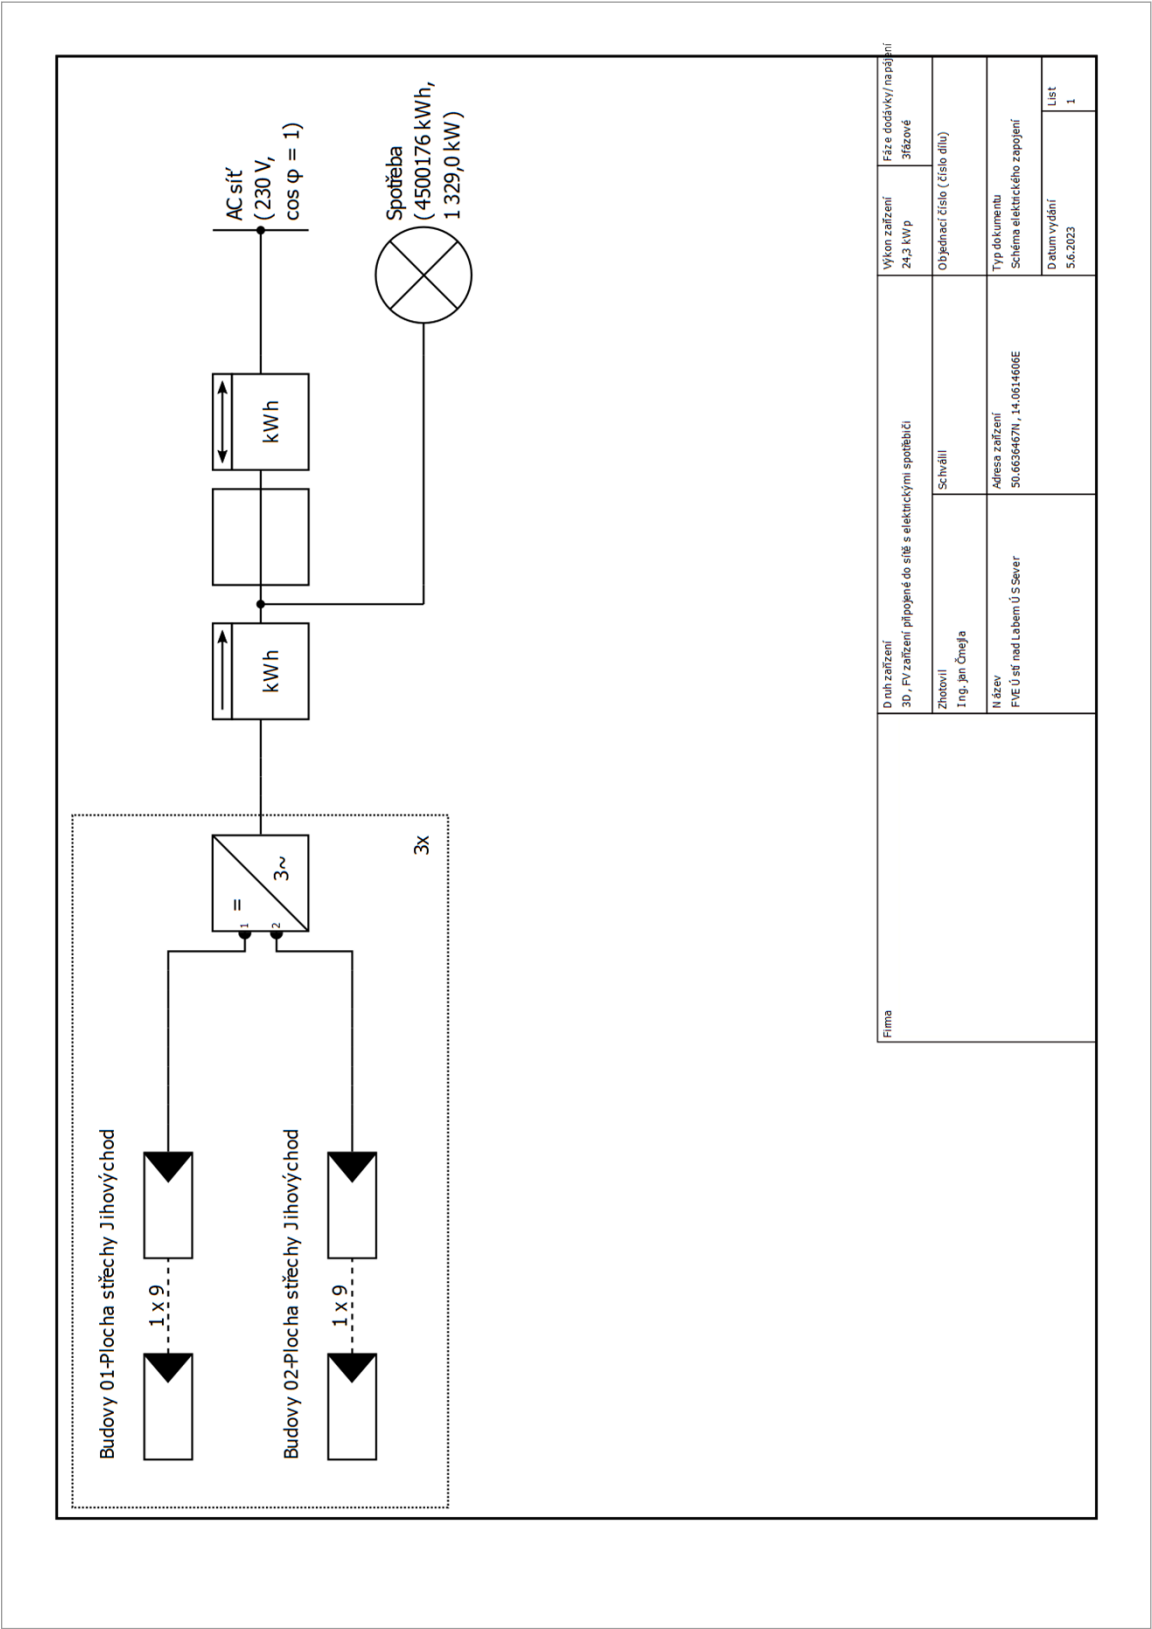 Budovy 01-Plocha střechy Jihovýchod
1 x 9
Budovy 02-Plocha střechy Jihovýchod
1 x 9
1
2
=
3~
3x
kWh
kWh
AC síť
(230 V,
cos φ = 1)
Spotřeba
(4500176 kWh,
1 329,0 kW)
Firma
Druh zařízení
3D, FV zařízení připojené do sítě s elektrickými spotřebiči
Výkon zařízení
24,3 kWp
Fáze dodávky/napájení
3fázové
Zhotovil
Ing. Jan Čmejla
Schválil
Objednací číslo (číslo dílu)
Název
FVE Ústí nad Labem ÚS Sever
Adresa zařízení
50.6636467N, 14.0614606E
Typ dokumentu
Schéma elektrického zapojení
Datum vydání
5.6.2023
List
1